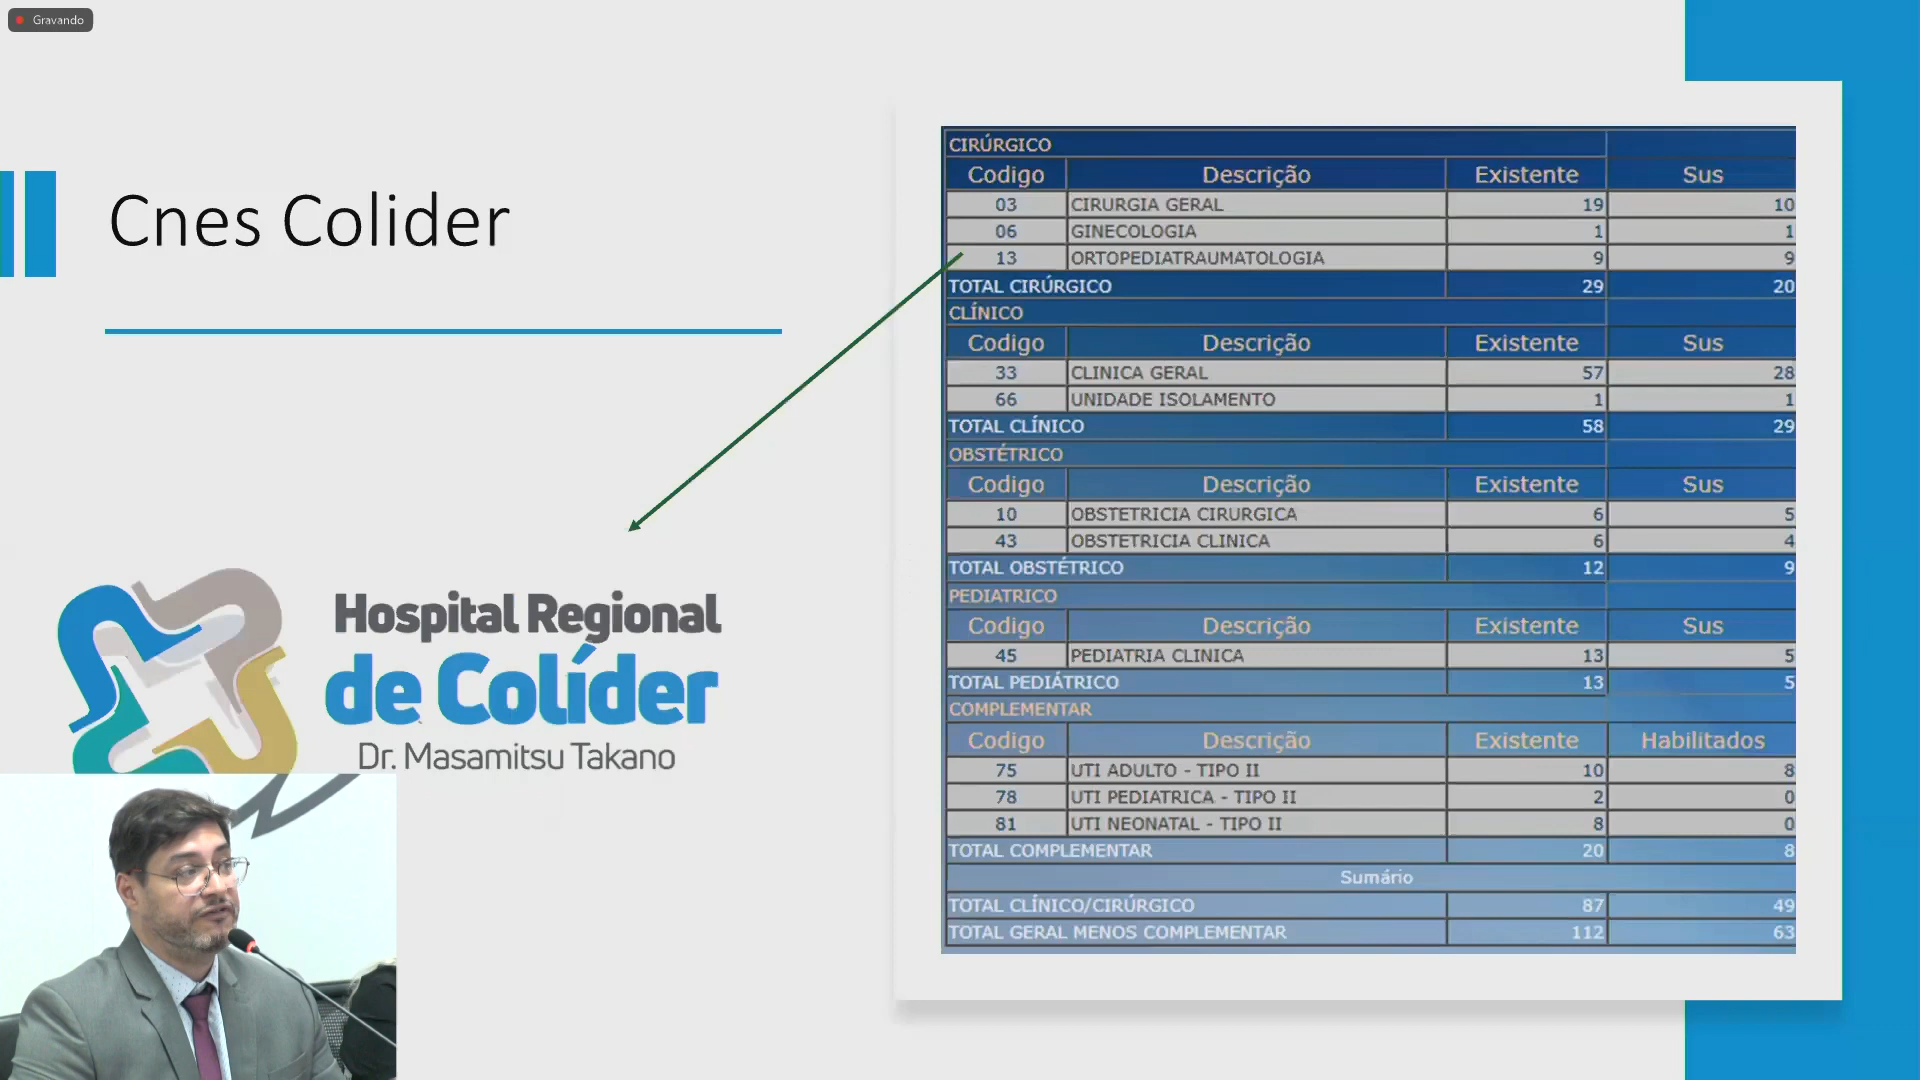 Gravando
Cnes Colider
Hospital Regional
de Colíder
Dr. Masamitsu Takano
CIRÚRGICO
Codigo Descrição Existente Sus
03 CIRURGIA GERAL 19 10
06 GINECOLOGIA 1 1
13 ORTOPEDIATRAUMATOLOGIA 9 9
TOTAL CIRÚRGICO 29 20
CLÍNICO
Codigo Descrição Existente Sus
33 CLINICA GERAL 57 28
66 UNIDADE ISOLAMENTO 1 1
TOTAL CLÍNICO 58 29
OBSTÉTRICO
Codigo Descrição Existente Sus
10 OBSTETRICIA CIRURGICA 6 5
43 OBSTETRICIA CLINICA 6 4
TOTAL OBSTÉTRICO 12 9
PEDIATRICO
Codigo Descrição Existente Sus
45 PEDIATRIA CLINICA 13 5
TOTAL PEDIÁTRICO 13 5
COMPLEMENTAR
Codigo Descrição Existente Habilitados
75 UTI ADULTO - TIPO II 10 8
78 UTI PEDIATRICA - TIPO II 2 0
81 UTI NEONATAL - TIPO II 8 0
TOTAL COMPLEMENTAR 20 8
Sumário
TOTAL CLÍNICO/CIRÚRGICO 87 49
TOTAL GERAL MENOS COMPLEMENTAR 112 63